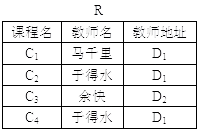 R
课程名 教师名 教师地址
C1 马千里 D1
C2 于得水 D1
C3 余快 D2
C4 于得水 D1